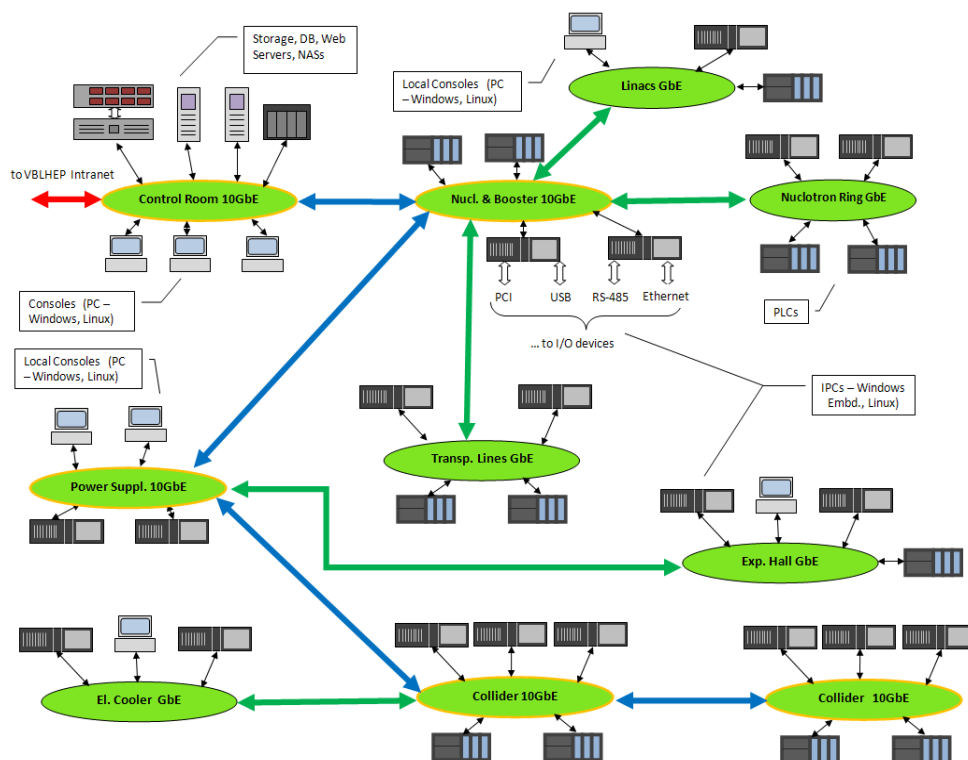 Storage, DB, Web
Servers, NASs
Local Consoles (PC
– Windows, Linux)
Linacs GbE
to VBLHEP Intranet
Control Room 10GbE
Nucl. & Booster 10GbE
Nuclotron Ring GbE
PCI
USB
RS-485
Ethernet
Consoles (PC –
Windows, Linux)
PLCs
... to I/O devices
Local Consoles (PC
– Windows, Linux)
IPCs – Windows
Embd., Linux)
Transp. Lines GbE
Power Suppl. 10GbE
Exp. Hall GbE
El. Cooler GbE
Collider 10GbE
Collider 10GbE